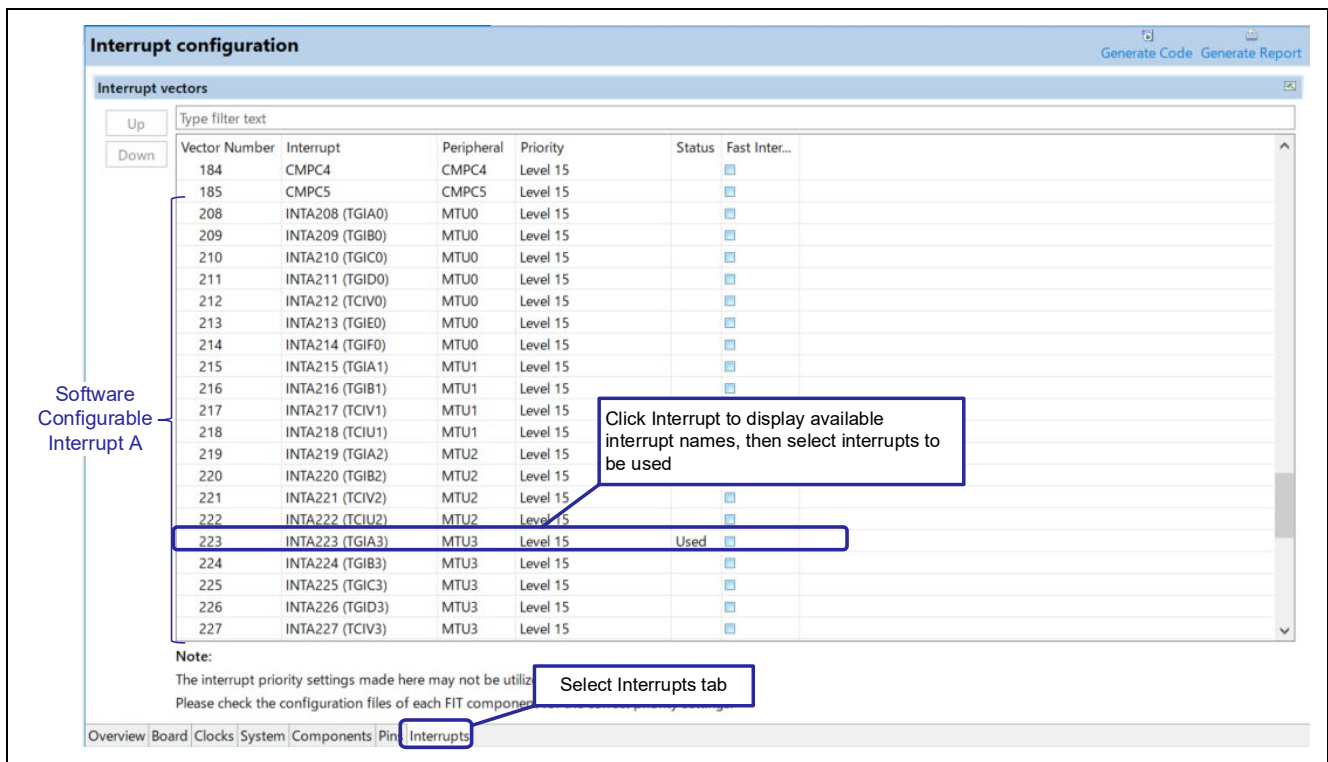 Interrupt configuration
Generate Code Generate Report
Interrupt vectors
Up
Down
Type filter text
Vector Number Interrupt Peripheral Priority Status Fast Inter...
184 CMPC4 CMPC4 Level 15
185 CMPC5 CMPC5 Level 15
208 INTA208 (TGIA0) MTU0 Level 15
209 INTA209 (TGIB0) MTU0 Level 15
210 INTA210 (TGIC0) MTU0 Level 15
211 INTA211 (TGID0) MTU0 Level 15
212 INTA212 (TCIV0) MTU0 Level 15
213 INTA213 (TGIE0) MTU0 Level 15
214 INTA214 (TGIF0) MTU0 Level 15
215 INTA215 (TGIA1) MTU1 Level 15
216 INTA216 (TGIB1) MTU1 Level 15
217 INTA217 (TCIV1) MTU1 Level 15
218 INTA218 (TCIU1) MTU1 Level 15
219 INTA219 (TGIA2) MTU2 Level 15
220 INTA220 (TGIB2) MTU2 Level 15
221 INTA221 (TCIV2) MTU2 Level 15
222 INTA222 (TCIU2) MTU2 Level 15
223 INTA223 (TGIA3) MTU3 Level 15 Used
224 INTA224 (TGIB3) MTU3 Level 15
225 INTA225 (TGIC3) MTU3 Level 15
226 INTA226 (TGID3) MTU3 Level 15
227 INTA227 (TCIV3) MTU3 Level 15
Software
Configurable
Interrupt A
Click Interrupt to display available
interrupt names, then select interrupts to
be used
Note:
The interrupt priority settings made here may not be
Please check the configuration files of each FIT
Select Interrupts tab
Overview Board Clocks System Components Pins Interrupts